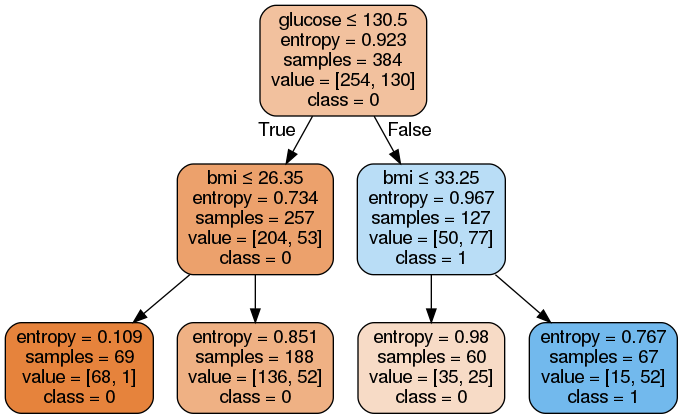 glucose ≤ 130.5
entropy = 0.923
samples = 384
value = [254, 130]
class = 0
True
False
bmi ≤ 26.35
entropy = 0.734
samples = 257
value = [204, 53]
class = 0
bmi ≤ 33.25
entropy = 0.967
samples = 127
value = [50, 77]
class = 1
entropy = 0.109
samples = 69
value = [68, 1]
class = 0
entropy = 0.851
samples = 188
value = [136, 52]
class = 0
entropy = 0.98
samples = 60
value = [35, 25]
class = 0
entropy = 0.767
samples = 67
value = [15, 52]
class = 1